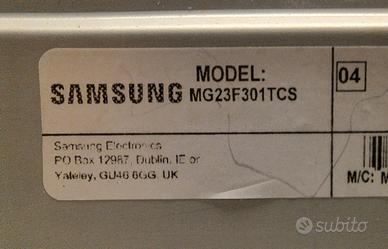 MODEL:
SAMSUNG MG23F301TCS
04
Samsung Electronics
PO Box 12987, Dublin, IE or
Yateley, GU46 6GG. UK
M/C: M
subito